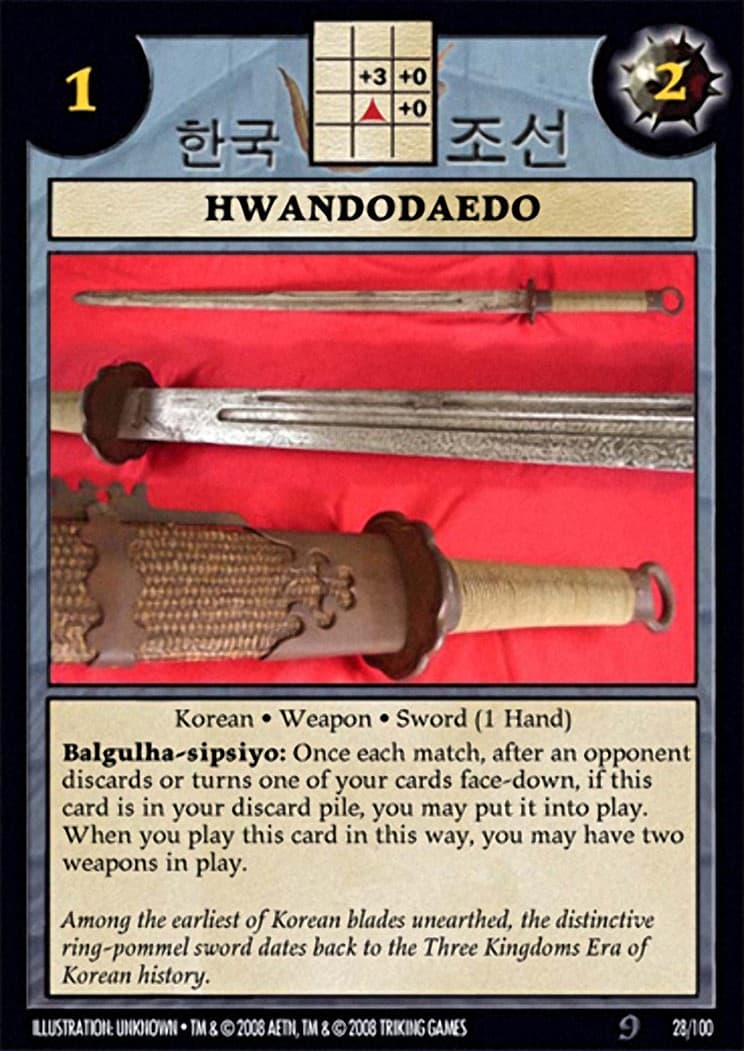 1
+3 +0
+0
2
한국 조선
HWANDODAEDO
Korean • Weapon • Sword (1 Hand)
Balgulha-sipsiyo: Once each match, after an opponent
discards or turns one of your cards face-down, if this
card is in your discard pile, you may put it into play.
When you play this card in this way, you may have two
weapons in play.
Among the earliest of Korean blades unearthed, the distinctive
ring-pommel sword dates back to the Three Kingdoms Era of
Korean history.
ILLUSTRATION: UNKNOWN • TM & © 2008 AETN, TM & © 2008 TRIKING GAMES 9 28/100